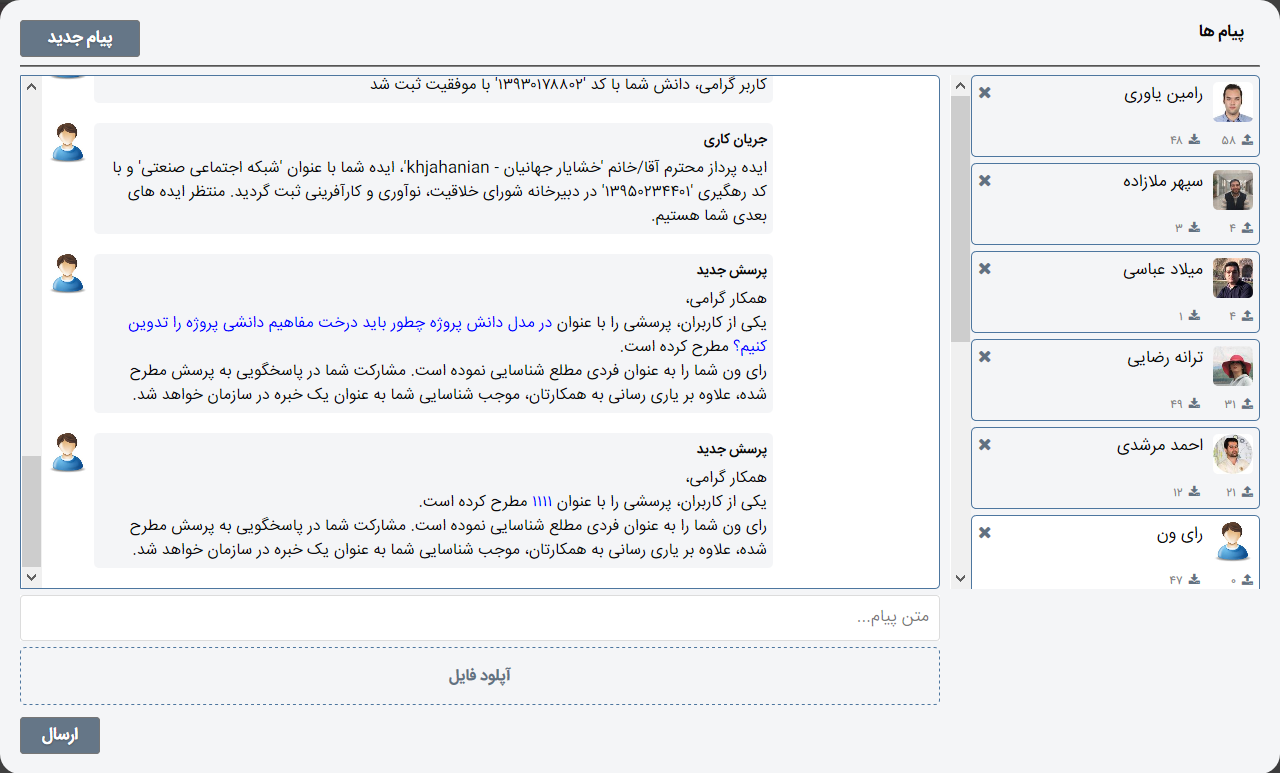 پیام ها
پیام جدید
رامین یاوری
۵۸ ۴۸
سپهر ملازاده
۴ ۳
میلاد عباسی
۴ ۱
ترانه رضایی
۳۱ ۴۹
احمد مرشدی
۲۱ ۱۲
رای ون
۰ ۴۷
کاربر گرامی، دانش شما با کد '۱۳۹۳۰۱۷۸۸۰۲' با موفقیت ثبت شد
جریان کاری
ایده پرداز محترم آقا/خانم 'خشایار جهانیان - khjahanian'، ایده شما با عنوان 'شبکه اجتماعی صنعتی' و با
کد رهگیری '۱۳۹۵۰۲۳۴۴۰۱' در دبیرخانه شورای خلاقیت، نوآوری و کارآفرینی ثبت گردید. منتظر ایده های
بعدی شما هستیم.
پرسش جدید
همکار گرامی،
یکی از کاربران، پرسشی را با عنوان در مدل دانش پروژه چطور باید درخت مفاهیم دانشی پروژه را تدوین
کنیم؟ مطرح کرده است.
رای ون شما را به عنوان فردی مطلع شناسایی نموده است. مشارکت شما در پاسخگویی به پرسش مطرح
شده، علاوه بر یاری رسانی به همکارتان، موجب شناسایی شما به عنوان یک خبره در سازمان خواهد شد.
پرسش جدید
همکار گرامی،
یکی از کاربران، پرسشی را با عنوان ۱۱۱۱ مطرح کرده است.
رای ون شما را به عنوان فردی مطلع شناسایی نموده است. مشارکت شما در پاسخگویی به پرسش مطرح
شده، علاوه بر یاری رسانی به همکارتان، موجب شناسایی شما به عنوان یک خبره در سازمان خواهد شد.
متن پیام...
آپلود فایل
ارسال